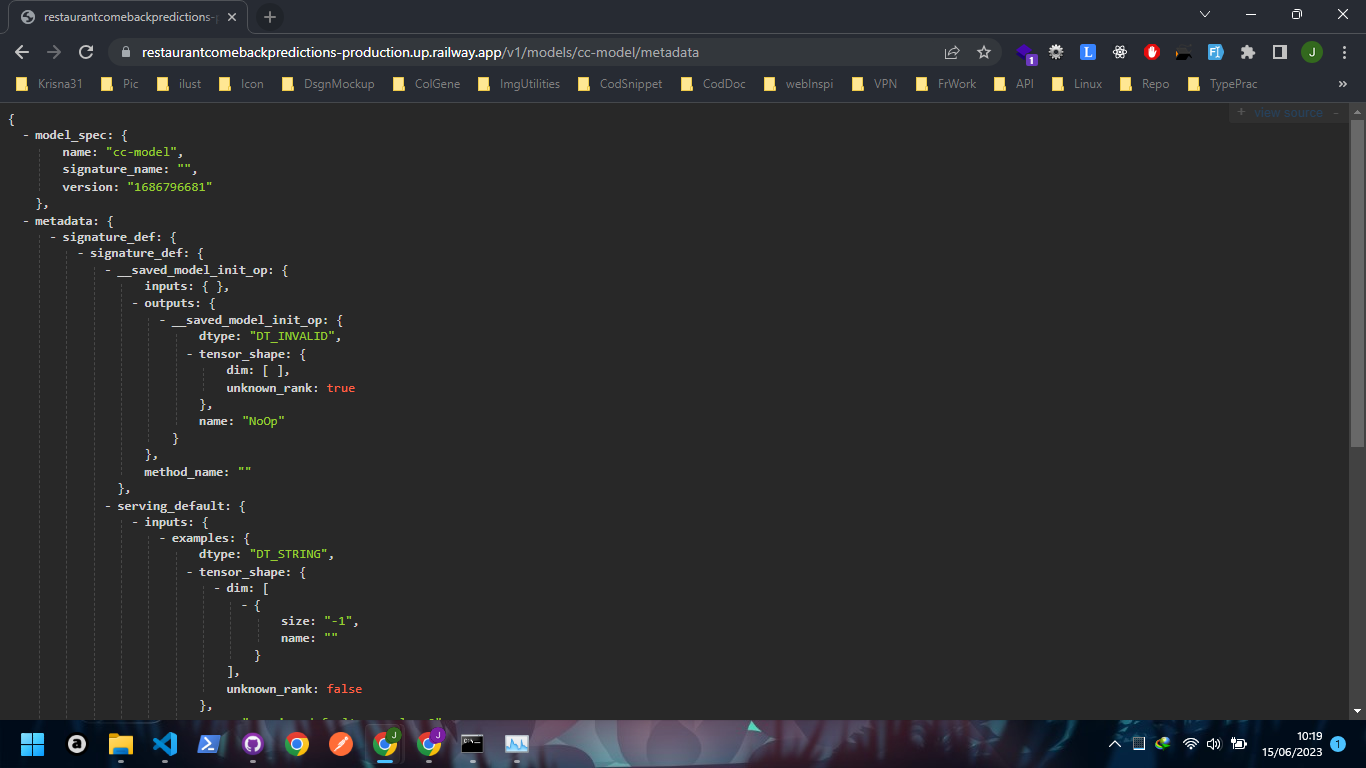 restaurantcomebackpredictions-
restaurantcomebackpredictions-production.up.railway.app/v1/models/cc-model/metadata
1
J
Krisna31 Pic ilust Icon DsgnMockup ColGene ImgUtilities CodSnippet CodDoc webInspi VPN FrWork API Linux Repo TypePrac »
+ view source –
{
- model_spec: {
name: "cc-model",
signature_name: "",
version: "1686796681"
},
- metadata: {
- signature_def: {
- signature_def: {
- __saved_model_init_op: {
inputs: { },
- outputs: {
- __saved_model_init_op: {
dtype: "DT_INVALID",
- tensor_shape: {
dim: [ ],
unknown_rank: true
},
name: "NoOp"
}
},
method_name: ""
},
- serving_default: {
- inputs: {
- examples: {
dtype: "DT_STRING",
- tensor_shape: {
- dim: [
- {
size: "-1",
name: ""
}
],
unknown_rank: false
},
10:19
15/06/2023 1